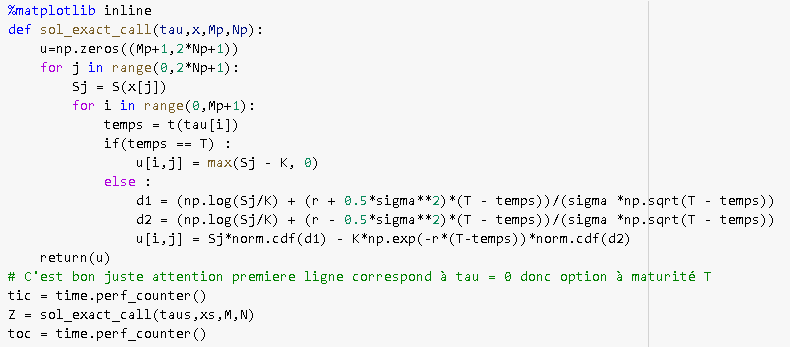 %matplotlib inline
def sol_exact_call(tau,x,Mp,Np):
    u=np.zeros((Mp+1,2*Np+1))
    for j in range(0,2*Np+1):
        Sj = S(x[j])
        for i in range(0,Mp+1):
            temps = t(tau[i])
            if(temps == T) :
                u[i,j] = max(Sj - K, 0)
            else :
                d1 = (np.log(Sj/K) + (r + 0.5*sigma**2)*(T - temps))/(sigma *np.sqrt(T - temps))
                d2 = (np.log(Sj/K) + (r - 0.5*sigma**2)*(T - temps))/(sigma *np.sqrt(T - temps))
                u[i,j] = Sj*norm.cdf(d1) - K*np.exp(-r*(T-temps))*norm.cdf(d2)
    return(u)
# C'est bon juste attention premiere ligne correspond à tau = 0 donc option à maturité T
tic = time.perf_counter()
Z = sol_exact_call(taus,xs,M,N)
toc = time.perf_counter()